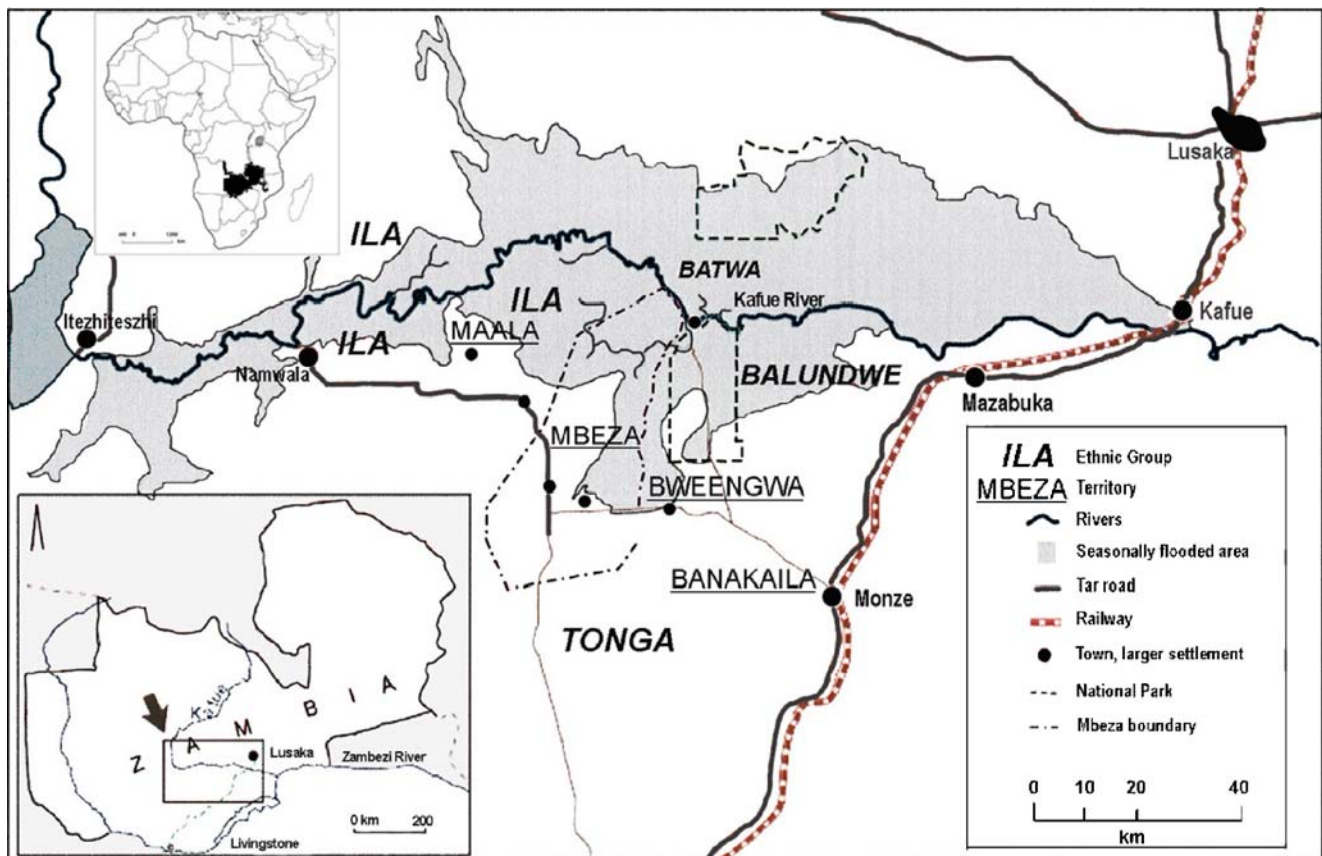 Lusaka
ILA
BATWA
ILA
Kafue River
Kafue
Itezhiteszhi
ILA
MAALA
Namwala
BALUNDWE
Mazabuka
MBEZA
BWEENGWA
BANAKAILA
Monze
TONGA
ILA Ethnic Group
MBEZA Territory
Rivers
Seasonally flooded area
Tar road
Railway
Town, larger settlement
National Park
Mbeza boundary
0 10 20 40
km
Kafue
Z A M B I A
Lusaka
Zambezi River
0 km 200
Livingstone